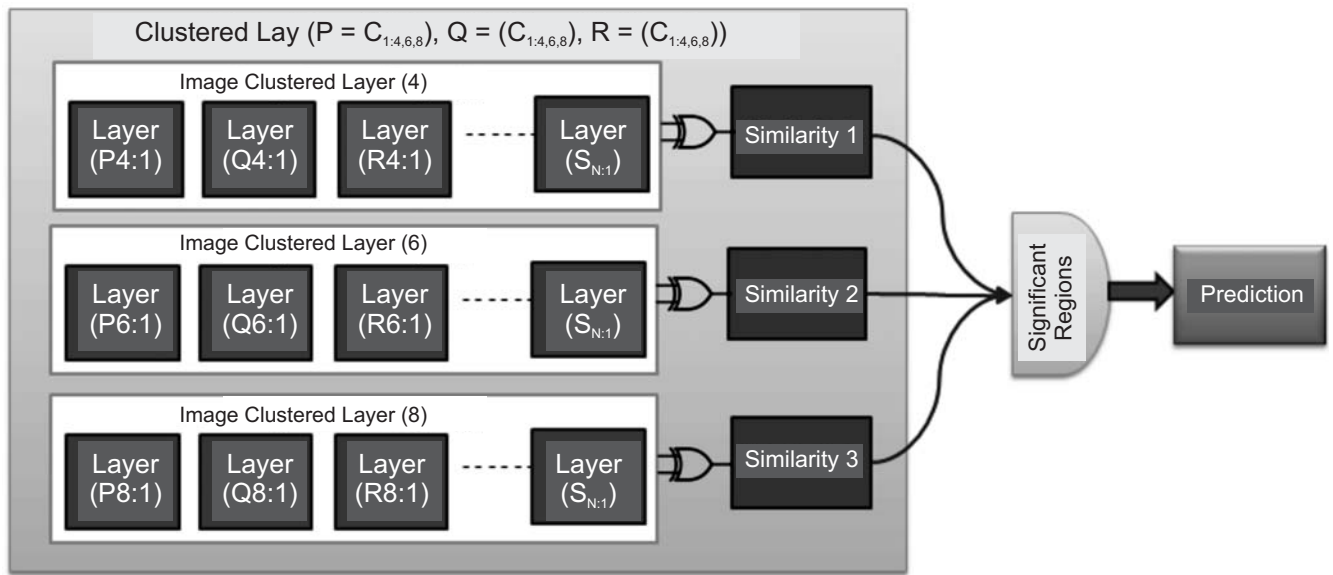 Clustered Lay (P = C1:4,6,8), Q = (C1:4,6,8), R = (C1:4,6,8))
Image Clustered Layer (4)
Layer
(P4:1)
Layer
(Q4:1)
Layer
(R4:1)
Layer
(SN:1)
Similarity 1
Image Clustered Layer (6)
Layer
(P6:1)
Layer
(Q6:1)
Layer
(R6:1)
Layer
(SN:1)
Similarity 2
Image Clustered Layer (8)
Layer
(P8:1)
Layer
(Q8:1)
Layer
(R8:1)
Layer
(SN:1)
Similarity 3
Significant
Regions
Prediction